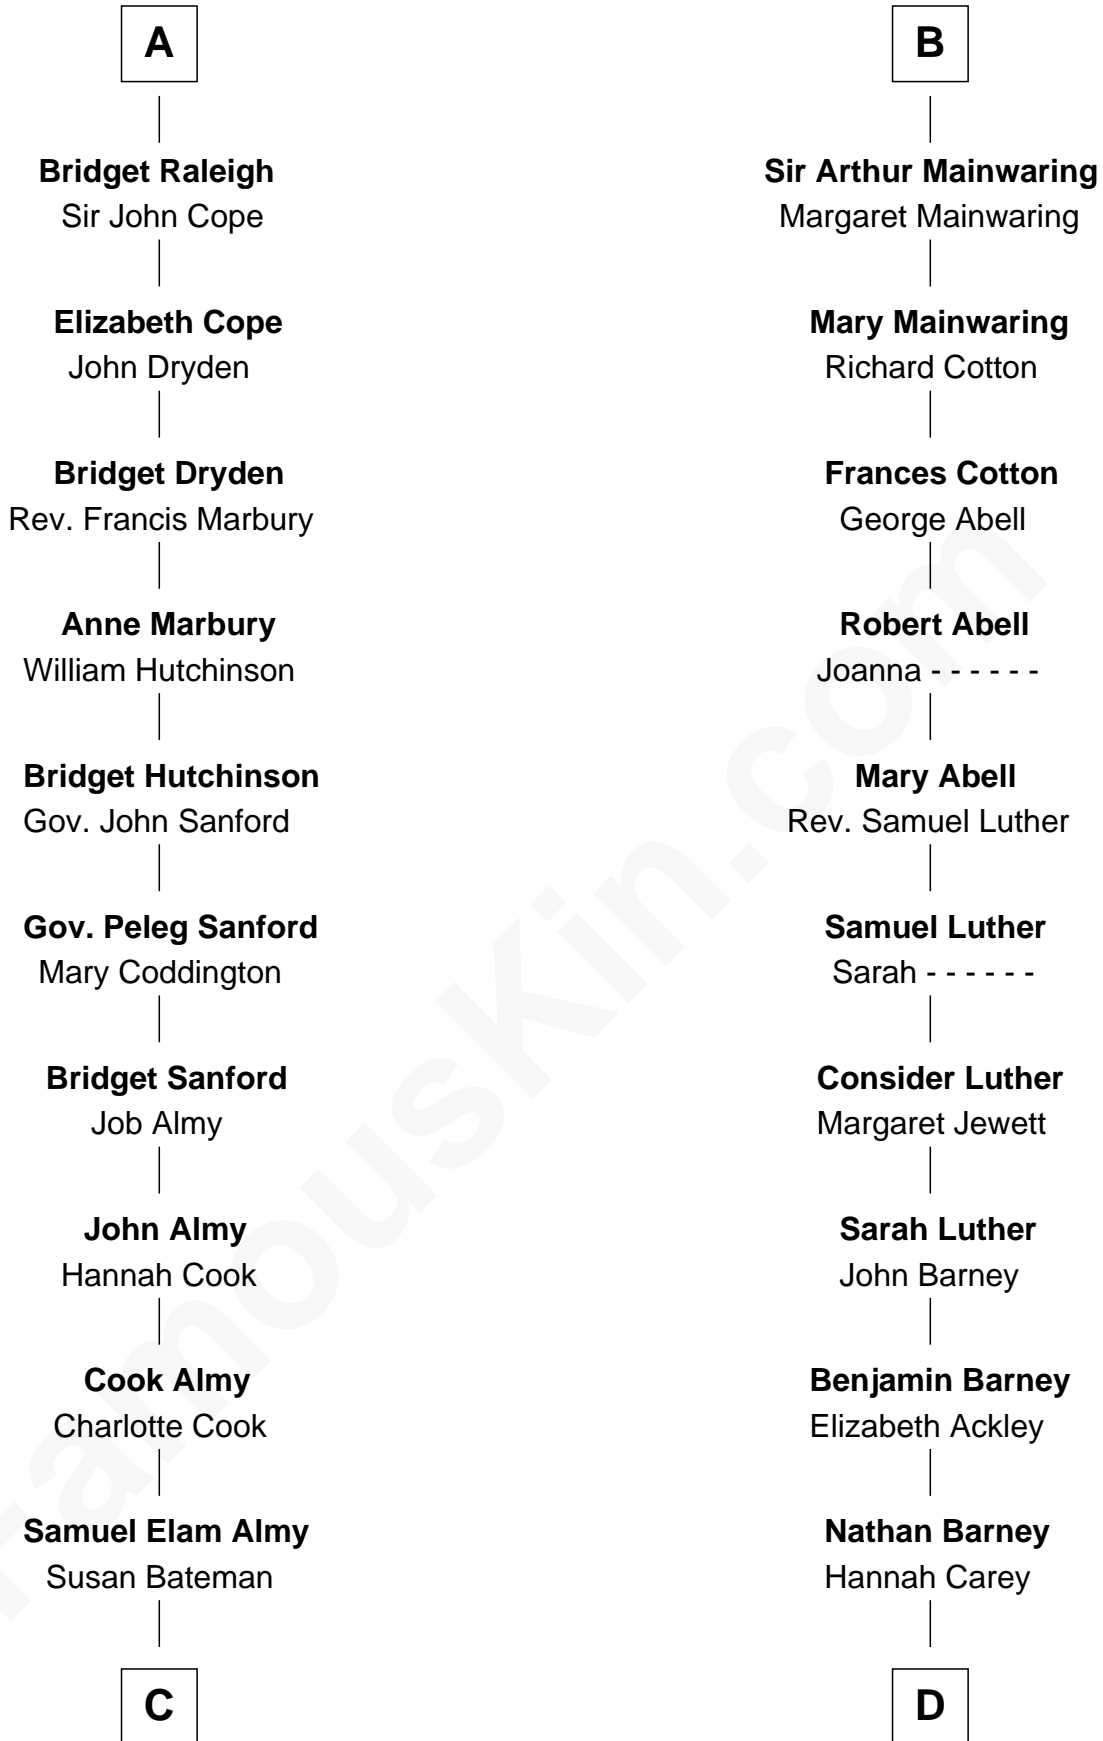 A
Bridget Raleigh
Sir John Cope
Elizabeth Cope
John Dryden
Bridget Dryden
Rev. Francis Marbury
Anne Marbury
William Hutchinson
Bridget Hutchinson
Gov. John Sanford
Gov. Peleg Sanford
Mary Coddington
Bridget Sanford
Job Almy
John Almy
Hannah Cook
Cook Almy
Charlotte Cook
Samuel Elam Almy
Susan Bateman
C
B
Sir Arthur Mainwaring
Margaret Mainwaring
Mary Mainwaring
Richard Cotton
Frances Cotton
George Abell
Robert Abell
Joanna - - - - - -
Mary Abell
Rev. Samuel Luther
Samuel Luther
Sarah - - - - - -
Consider Luther
Margaret Jewett
Sarah Luther
John Barney
Benjamin Barney
Elizabeth Ackley
Nathan Barney
Hannah Carey
D
FamousKin.com